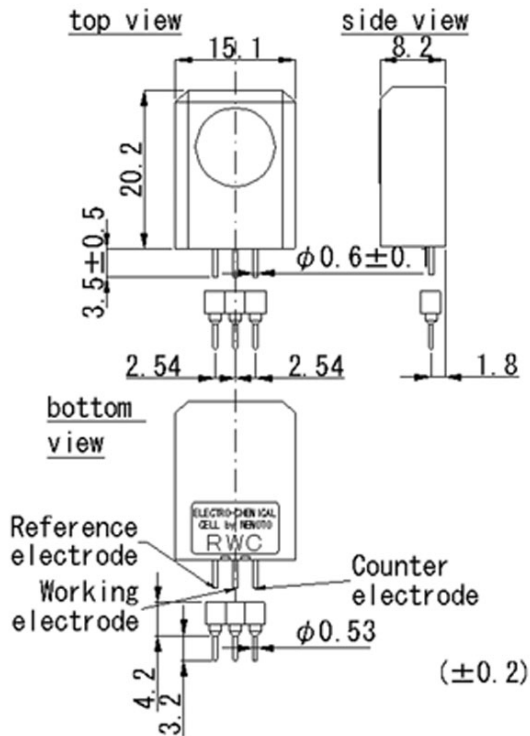 top view
side view
15.1
8.2
20.2
3.5±0.5
φ0.6±0.1
2.54
2.54
1.8
bottom
view
ELECTRO-CHEMICAL
CELL by NEMOTO
RWC
Reference
electrode
Working
electrode
Counter
electrode
φ0.53
4.2
3.2
(±0.2)